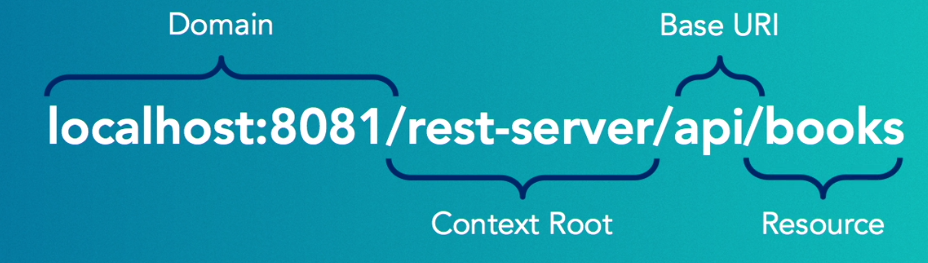 Domain
Base URI
localhost:8081/rest-server/api/books
Context Root
Resource